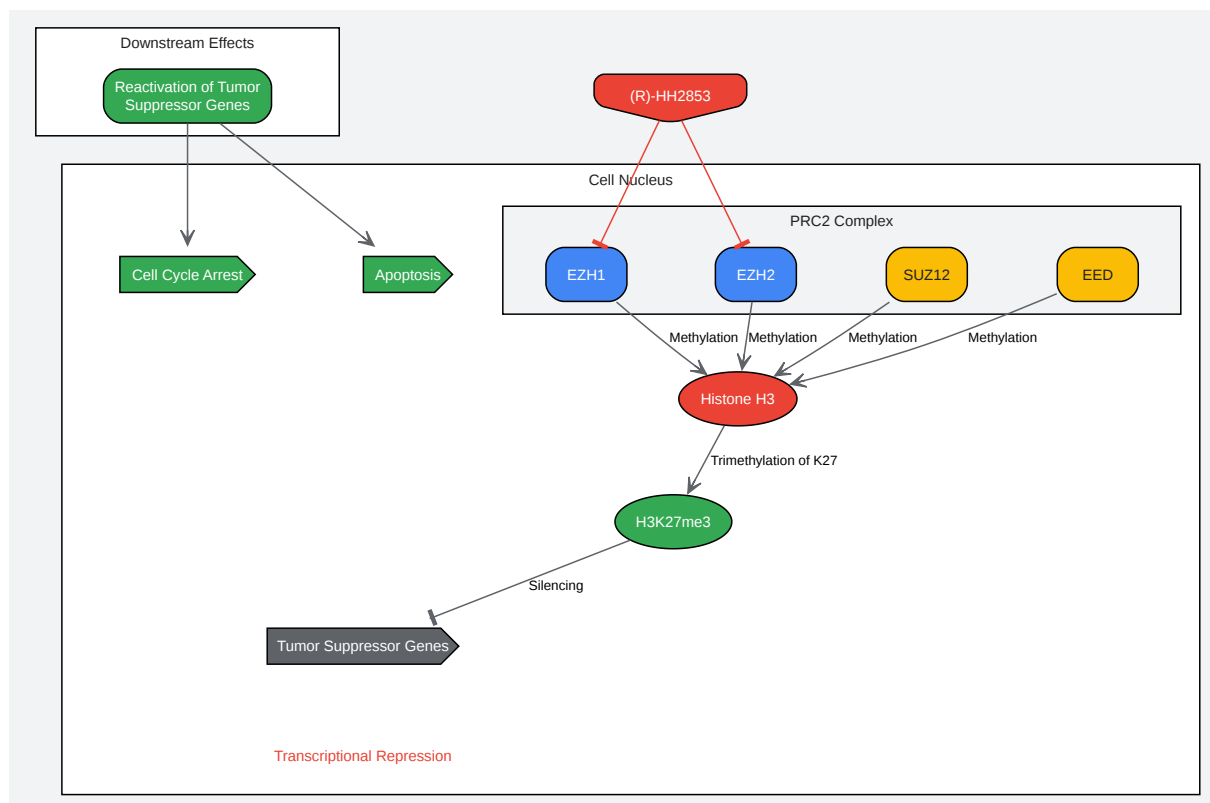 Downstream Effects
Reactivation of Tumor
Suppressor Genes
(R)-HH2853
Cell Nucleus
PRC2 Complex
Cell Cycle Arrest
Apoptosis
EZH1
EZH2
SUZ12
EED
Methylation
Methylation
Methylation
Methylation
Histone H3
Trimethylation of K27
H3K27me3
Silencing
Tumor Suppressor Genes
Transcriptional Repression